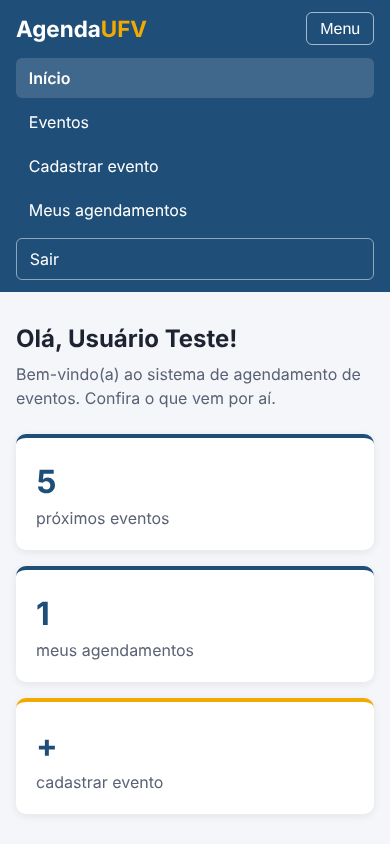 AgendaUFV
Menu
Início
Eventos
Cadastrar evento
Meus agendamentos
Sair
Olá, Usuário Teste!
Bem-vindo(a) ao sistema de agendamento de
eventos. Confira o que vem por aí.
5
próximos eventos
1
meus agendamentos
+
cadastrar evento